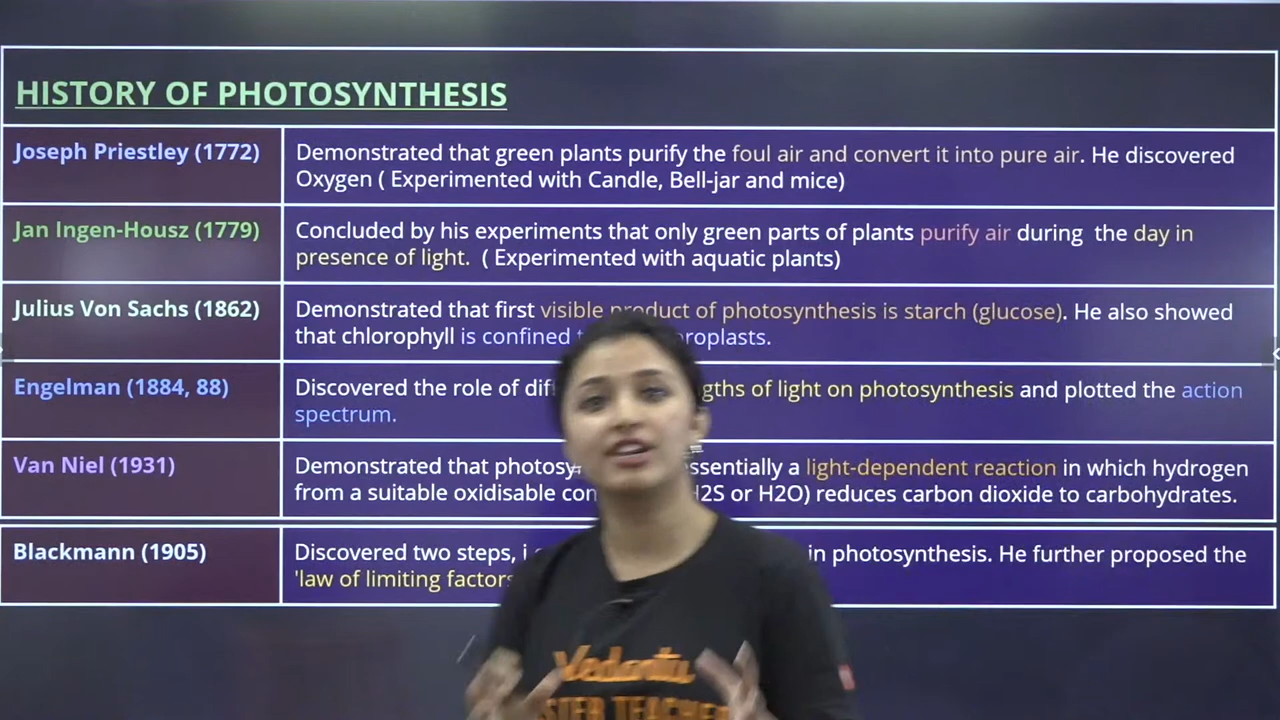 HISTORY OF PHOTOSYNTHESIS
Joseph Priestley (1772)
Demonstrated that green plants purify the foul air and convert it into pure air. He discovered
Oxygen ( Experimented with Candle, Bell-jar and mice)
Jan Ingen-Housz (1779)
Concluded by his experiments that only green parts of plants purify air during the day in
presence of light. ( Experimented with aquatic plants)
Julius Von Sachs (1862)
Demonstrated that first visible product of photosynthesis is starch (glucose). He also showed
that chlorophyll is confined
Engelman (1884, 88)
Discovered the role of of light on photosynthesis and plotted the action
spectrum.
Van Niel (1931)
Demonstrated that a light-dependent reaction in which hydrogen
from a suitable oxidisable H2S or H2O) reduces carbon dioxide to carbohydrates.
Blackmann (1905)
Discovered two steps, in photosynthesis. He further proposed the
'law of limiting factors
Vedantu
TEACHER